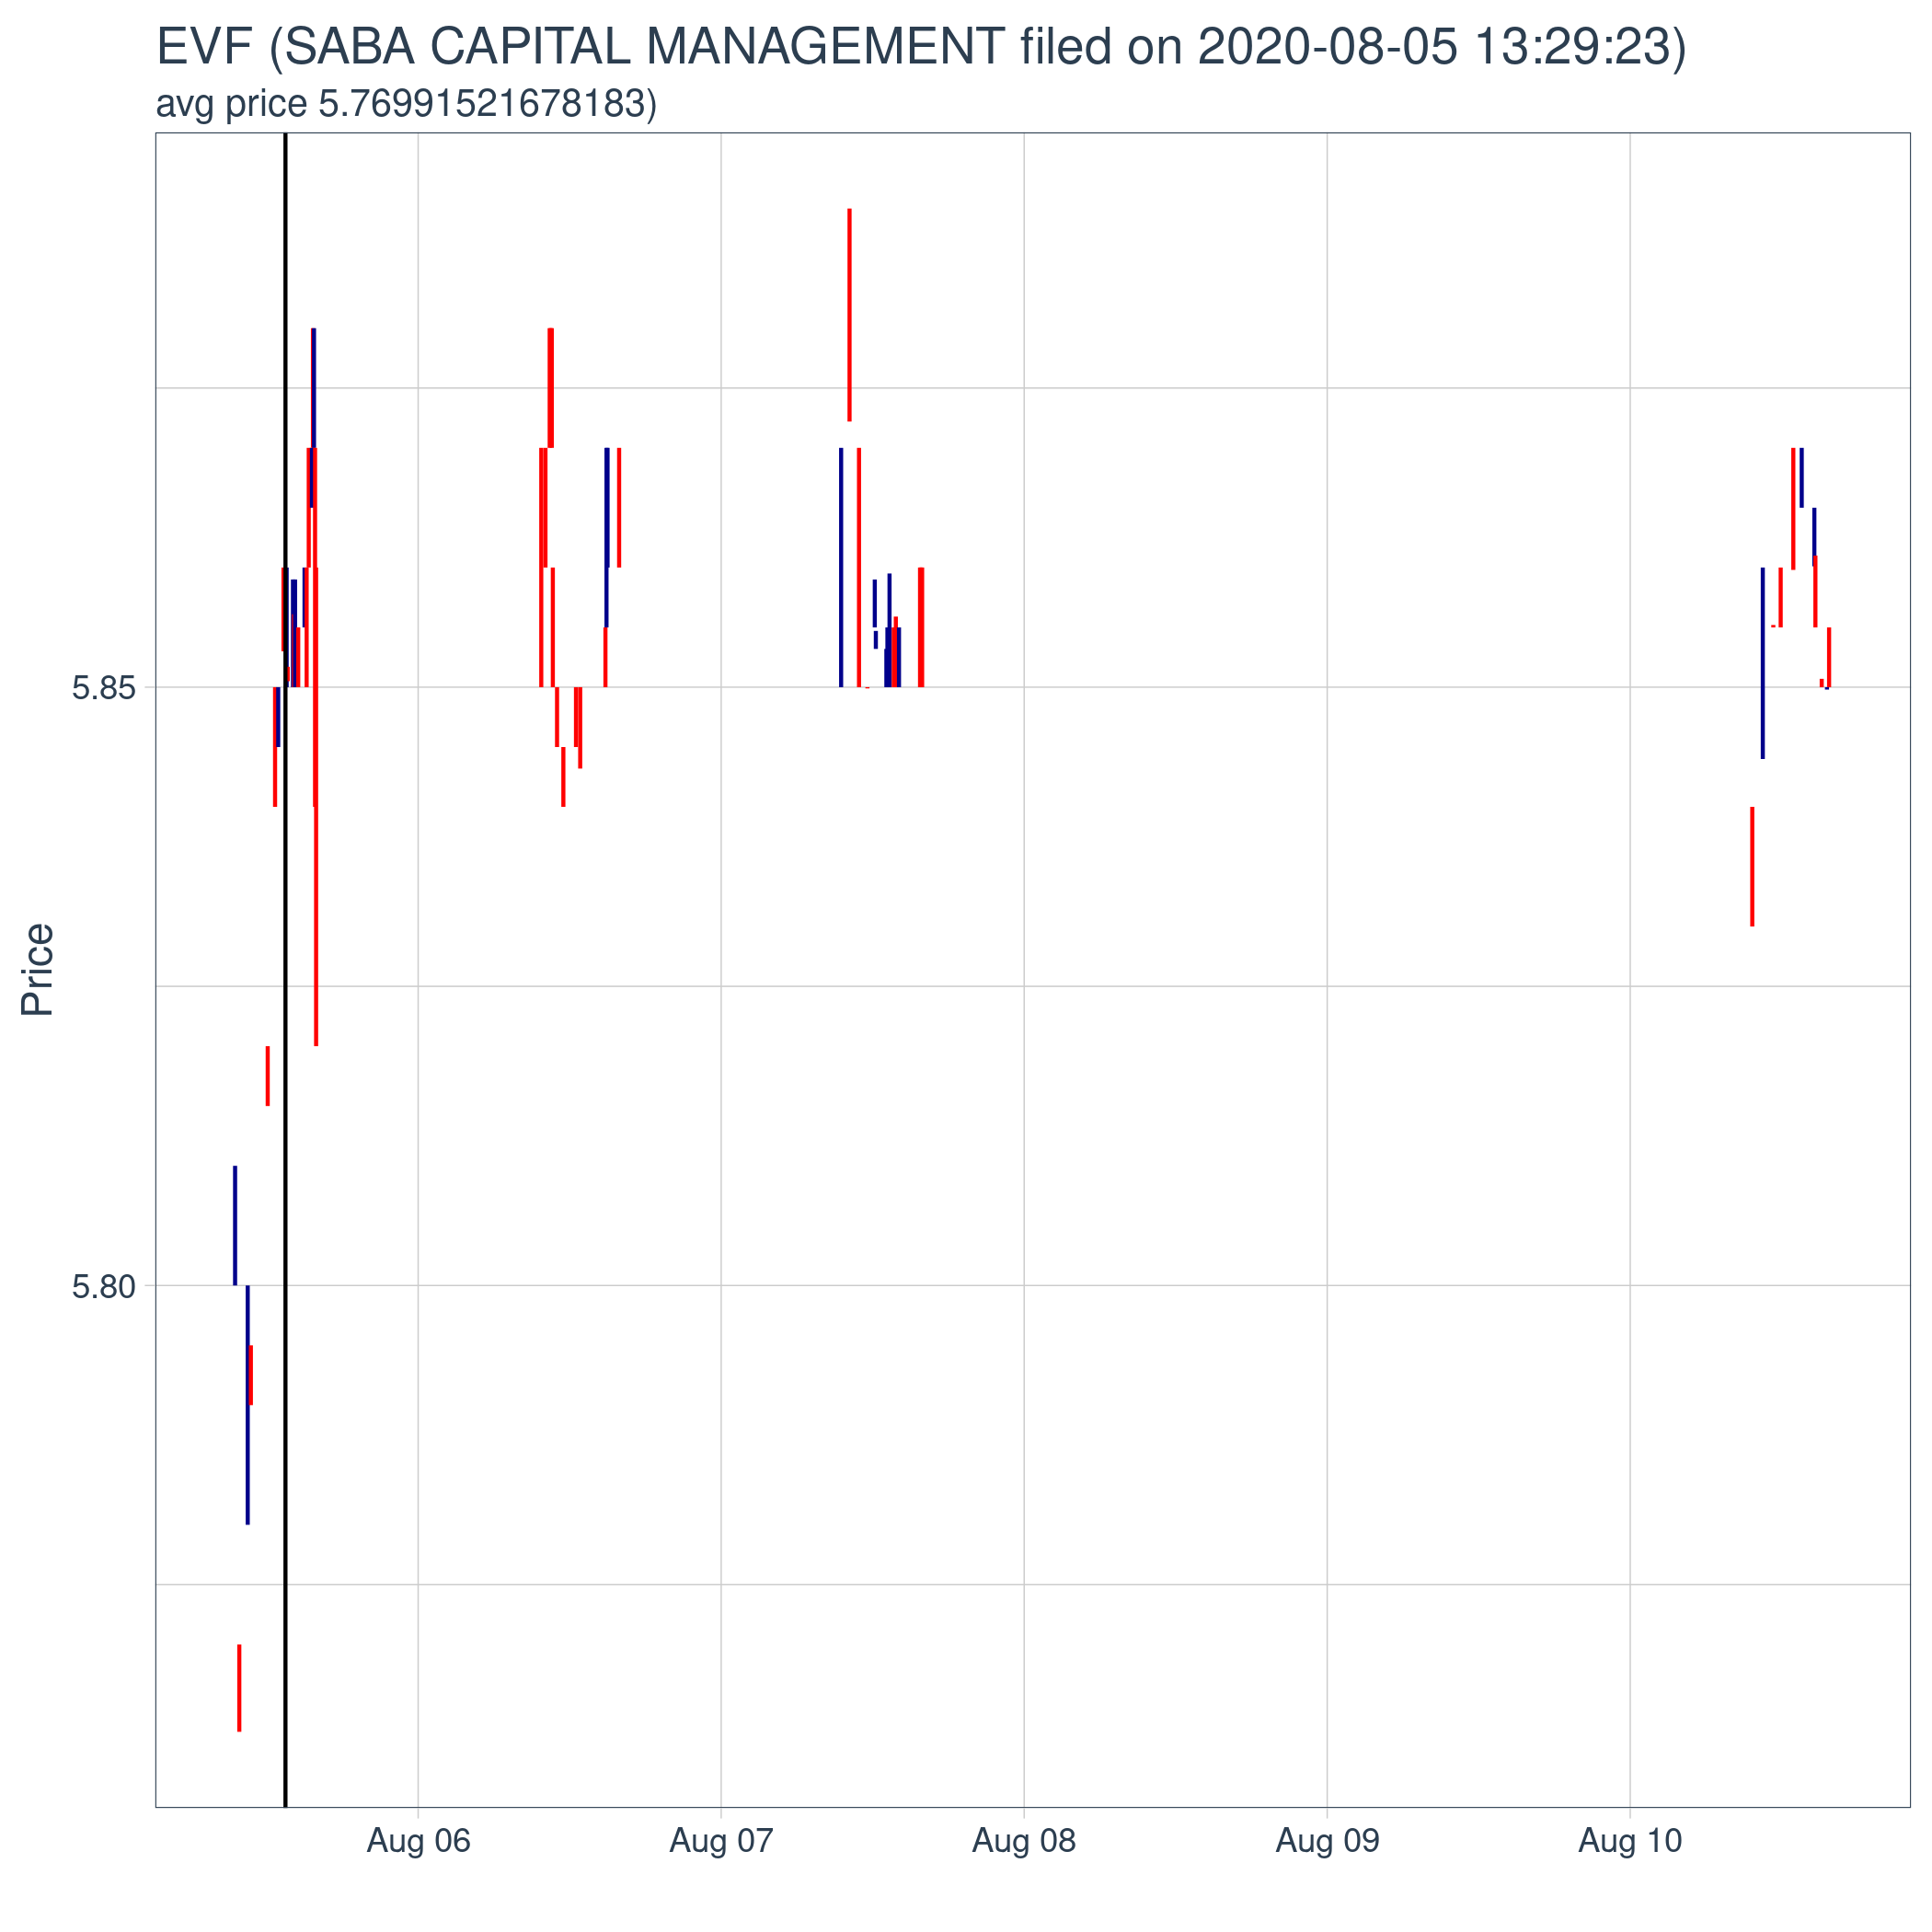 EVF (SABA CAPITAL MANAGEMENT filed on 2020-08-05 13:29:23)
avg price 5.76991521678183)
Price
5.85
5.80
Aug 06 Aug 07 Aug 08 Aug 09 Aug 10